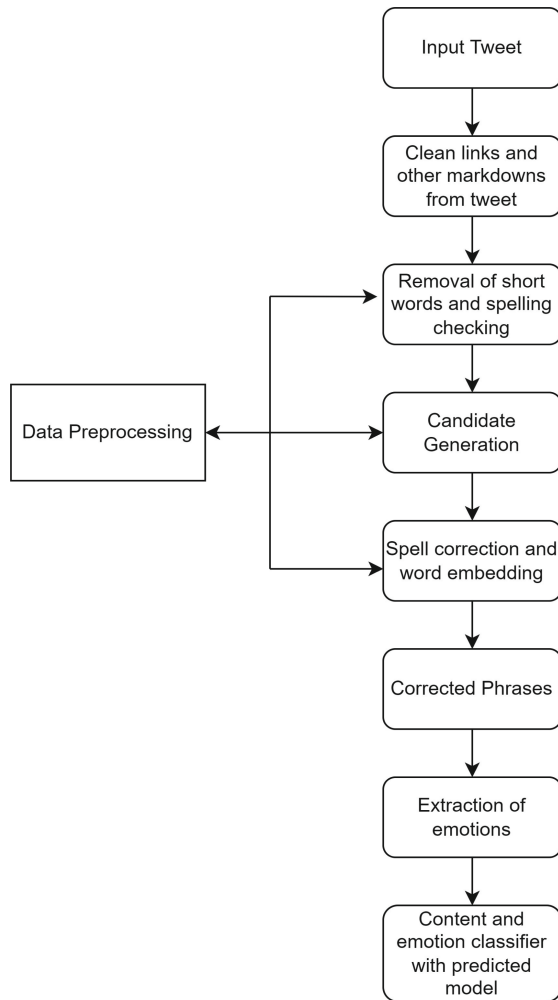 Input Tweet
Clean links and
other markdowns
from tweet
Removal of short
words and spelling
checking
Data Preprocessing
Candidate
Generation
Spell correction and
word embedding
Corrected Phrases
Extraction of
emotions
Content and
emotion classifier
with predicted
model